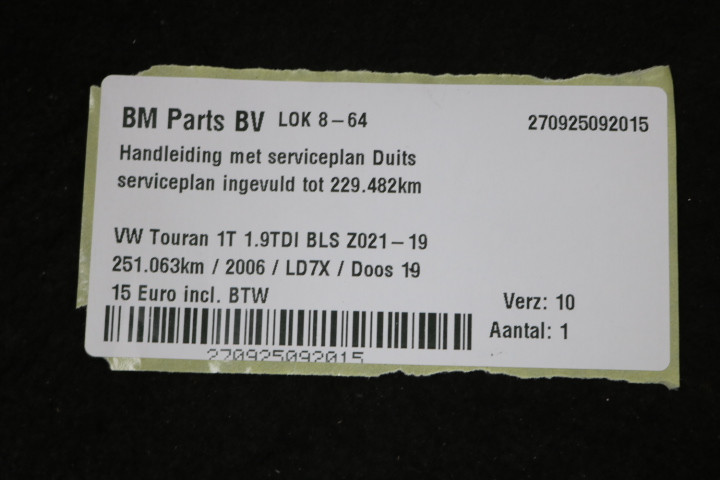 BM Parts BV LOK 8-64 270925092015
Handleiding met serviceplan Duits
serviceplan ingevuld tot 229.482km
VW Touran 1T 1.9TDI BLS Z021-19
251.063km / 2006 / LD7X / Doos 19
15 Euro incl. BTW
Verz: 10
Aantal: 1
270925092015